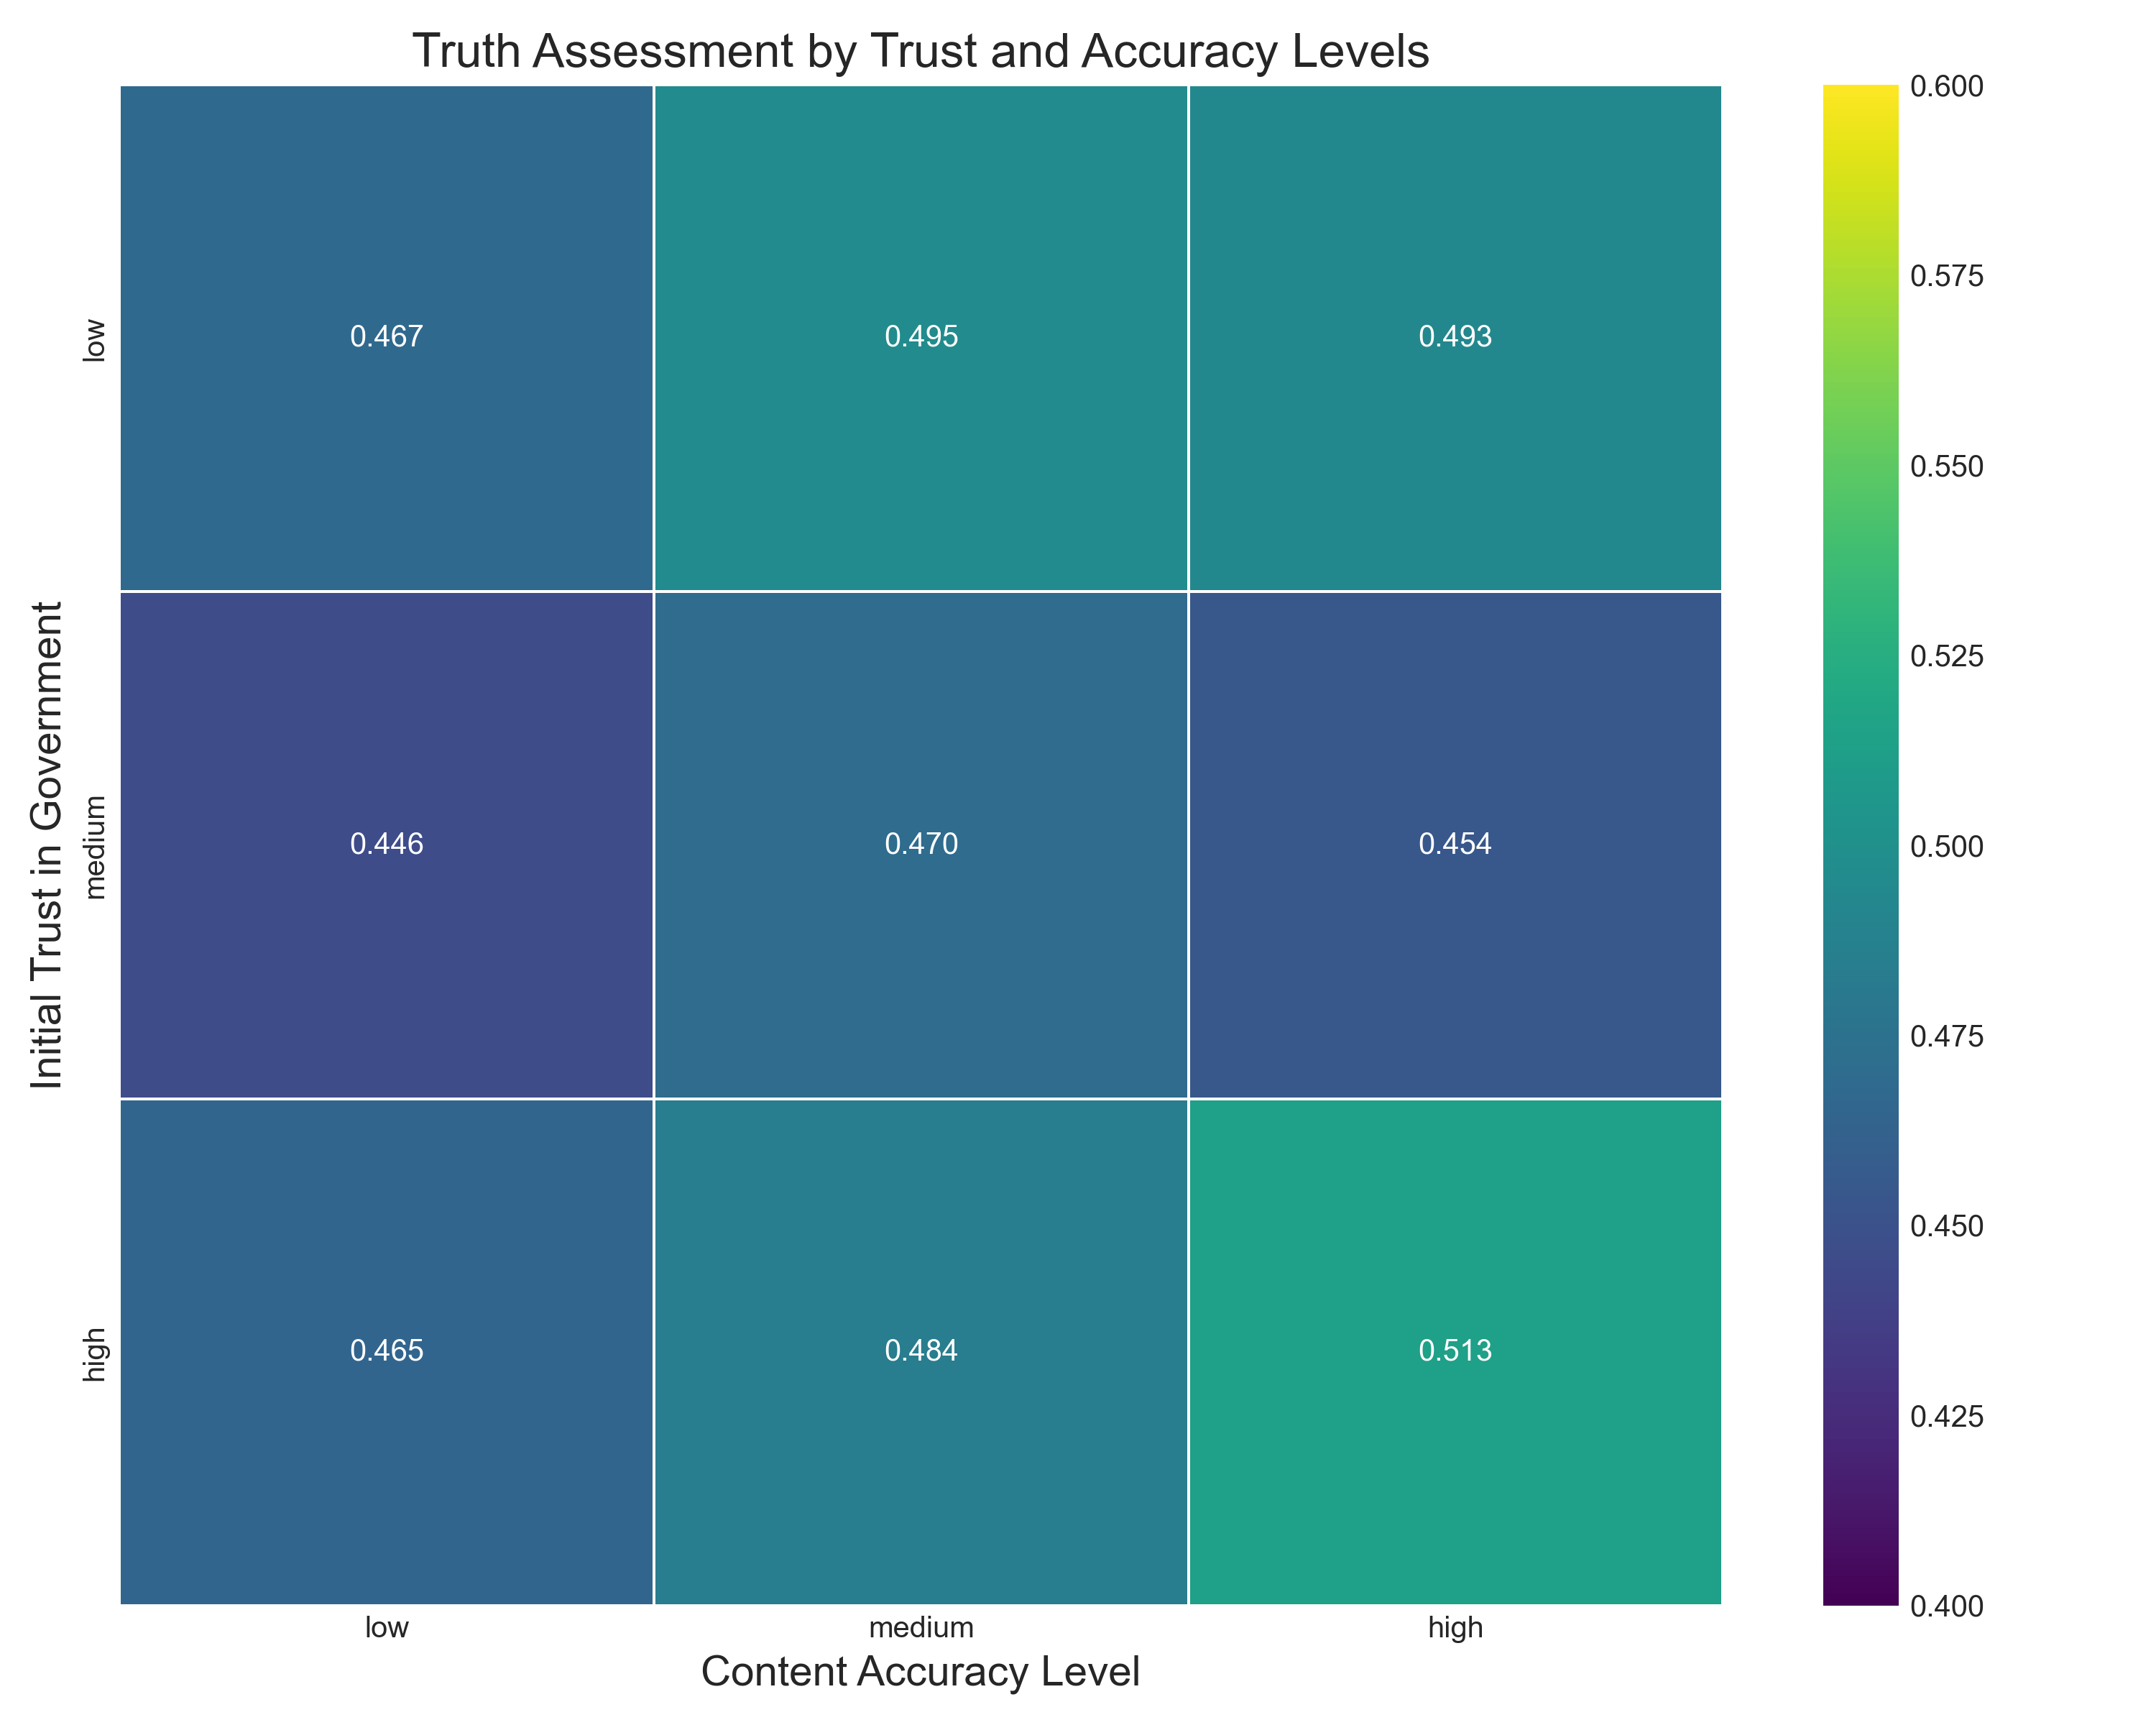 Truth Assessment by Trust and Accuracy Levels
Initial Trust in Government
low
0.467
0.495
0.493
medium
0.446
0.470
0.454
high
0.465
0.484
0.513
low
medium
high
Content Accuracy Level
0.600
0.575
0.550
0.525
0.500
0.475
0.450
0.425
0.400